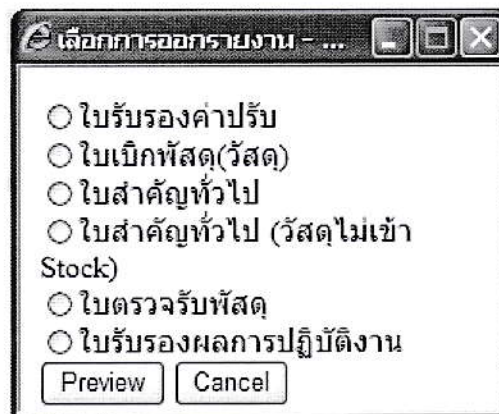 เลือกการออกรายงาน - ...
ใบรับรองค่าปรับ
ใบเบิกพัสดุ(วัสดุ)
ใบสำคัญทั่วไป
ใบสำคัญทั่วไป (วัสดุไม่เข้า
Stock)
ใบตรวจรับพัสดุ
ใบรับรองผลการปฏิบัติงาน
Preview Cancel